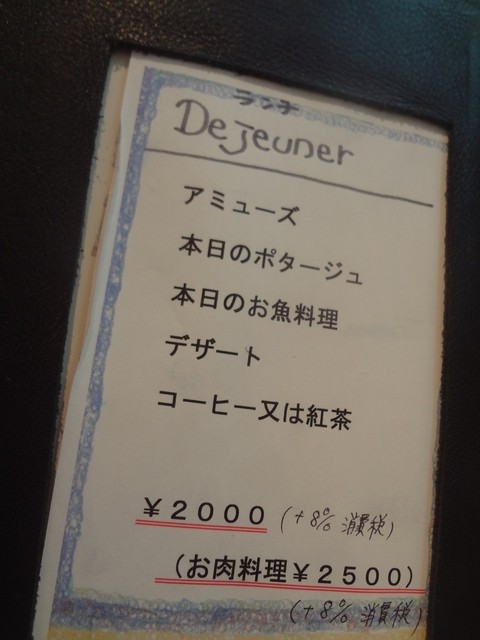 ランチ
Dejeuner
アミューズ
本日のポタージュ
本日のお魚料理
デザート
コーヒー又は紅茶
￥２０００ (+8% 消費税)
（お肉料理￥２５００）
(+8% 消費税)